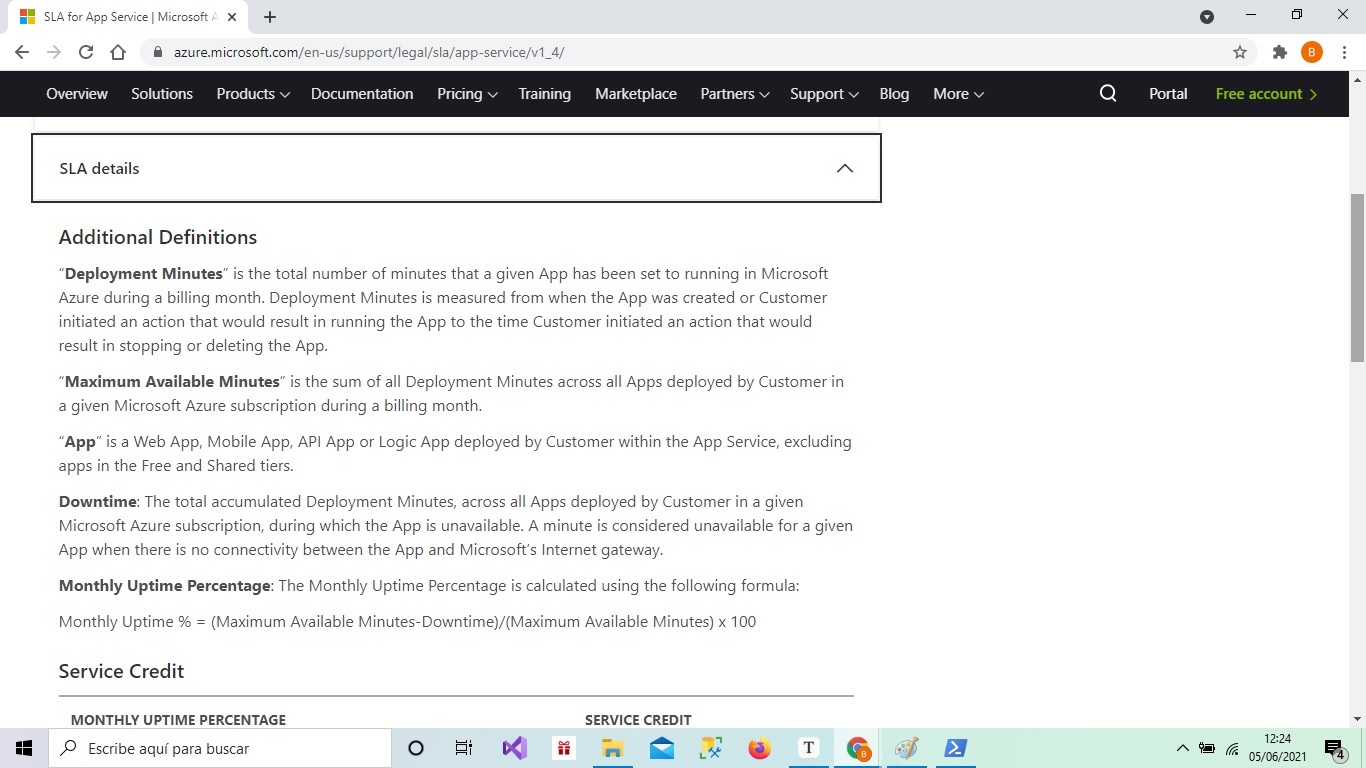 SLA for App Service | Microsoft A
azure.microsoft.com/en-us/support/legal/sla/app-service/v1_4/
B
Overview Solutions Products Documentation Pricing Training Marketplace Partners Support Blog More Portal Free account
SLA details
Additional Definitions
“Deployment Minutes” is the total number of minutes that a given App has been set to running in Microsoft
Azure during a billing month. Deployment Minutes is measured from when the App was created or Customer
initiated an action that would result in running the App to the time Customer initiated an action that would
result in stopping or deleting the App.
“Maximum Available Minutes” is the sum of all Deployment Minutes across all Apps deployed by Customer in
a given Microsoft Azure subscription during a billing month.
“App” is a Web App, Mobile App, API App or Logic App deployed by Customer within the App Service, excluding
apps in the Free and Shared tiers.
Downtime: The total accumulated Deployment Minutes, across all Apps deployed by Customer in a given
Microsoft Azure subscription, during which the App is unavailable. A minute is considered unavailable for a given
App when there is no connectivity between the App and Microsoft’s Internet gateway.
Monthly Uptime Percentage: The Monthly Uptime Percentage is calculated using the following formula:
Monthly Uptime % = (Maximum Available Minutes-Downtime)/(Maximum Available Minutes) x 100
Service Credit
MONTHLY UPTIME PERCENTAGE SERVICE CREDIT
Escribe aquí para buscar
T
B
12:24
05/06/2021
4